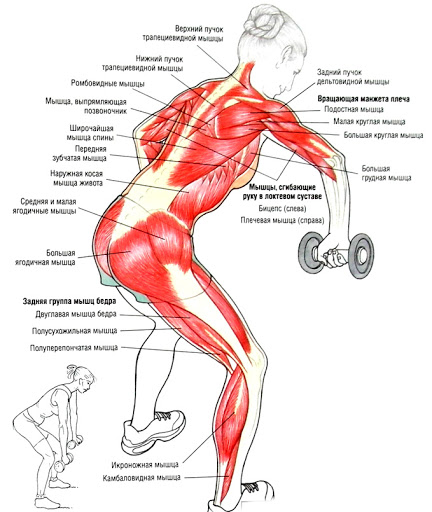 Верхний пучок
трапециевидной мышцы
Нижний пучок
трапециевидной мышцы
Ромбовидные мышцы
Мышца, выпрямляющая
позвоночник
Широчайшая
мышца спины
Передняя
зубчатая мышца
Наружная косая
мышца живота
Средняя и малая
ягодичные мышцы
Большая
ягодичная мышца
Задняя группа мышц бедра
Двуглавая мышца бедра
Полусухожильная мышца
Полуперепончатая мышца
Икроножная мышца
Камбаловидная мышца
Задний пучок
дельтовидной мышцы
Вращающая манжета плеча
Подостная мышца
Малая круглая мышца
Большая круглая мышца
Большая
грудная мышца
Мышцы, сгибающие
руку в локтевом суставе
Бицепс (слева)
Плечевая мышца (справа)